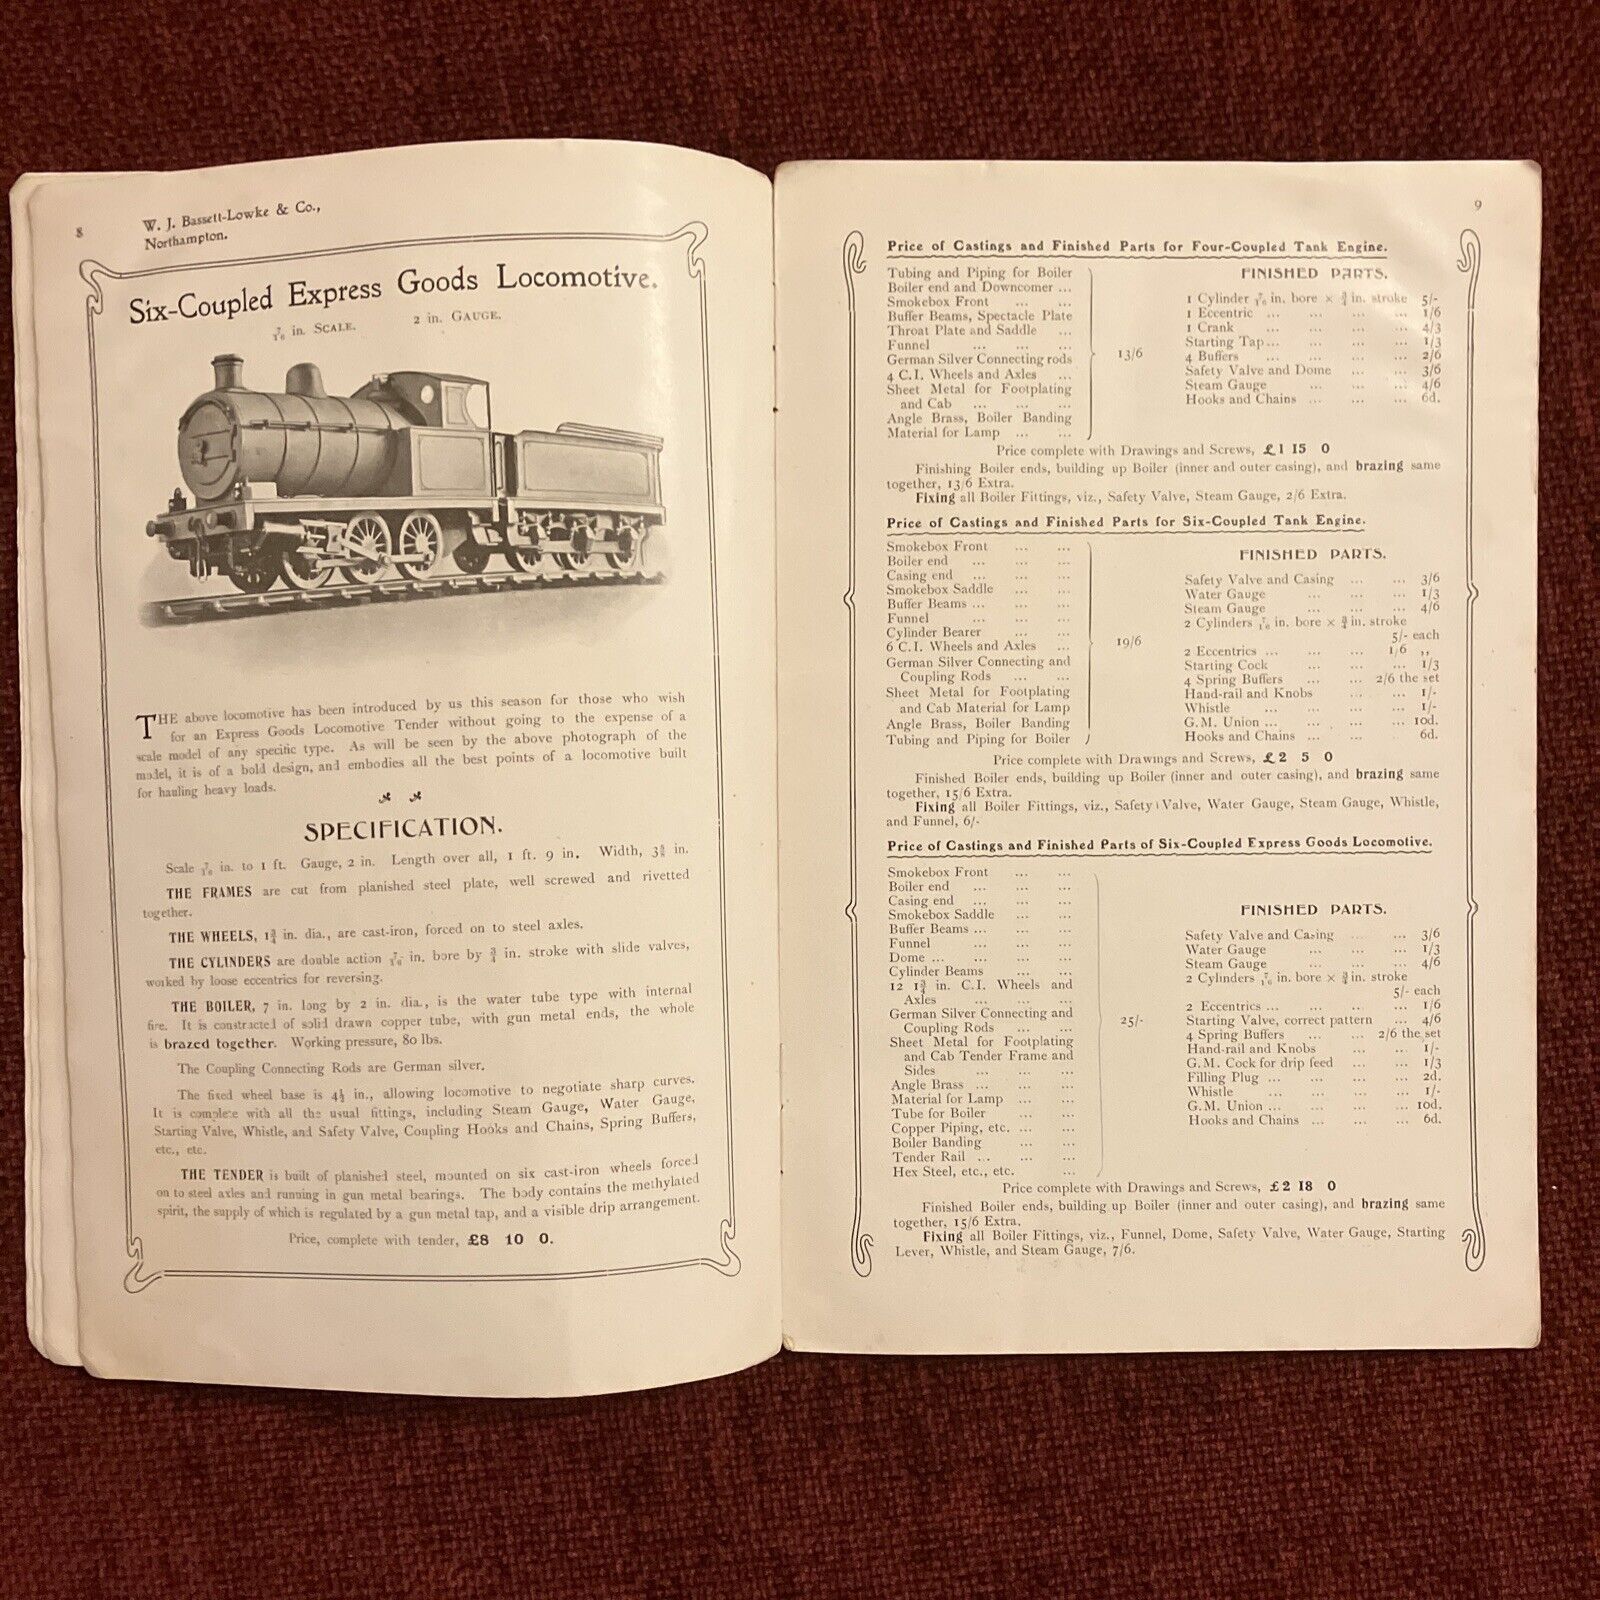 8
W. J. Bassett-Lowke & Co.,
Northampton.
Six-Coupled Express Goods Locomotive.
7/16 in. SCALE. 2 in. GAUGE.
THE above locomotive has been introduced by us this season for those who wish
for an Express Goods Locomotive Tender without going to the expense of a
scale model of any specific type. As will be seen by the above photograph of the
model, it is of a bold design, and embodies all the best points of a locomotive built
for hauling heavy loads.
SPECIFICATION.
Scale 7/16 in. to 1 ft. Gauge, 2 in. Length over all, 1 ft. 9 in. Width, 3 in.
THE FRAMES are cut from planished steel plate, well screwed and rivetted
together.
THE WHEELS, 1¾ in. dia., are cast-iron, forced on to steel axles.
THE CYLINDERS are double action 7/16 in. bore by ¾ in. stroke with slide valves,
worked by loose eccentrics for reversing.
THE BOILER, 7 in. long by 2 in. dia., is the water tube type with internal
fire. It is constructed of solid drawn copper tube, with gun metal ends, the whole
is brazed together. Working pressure, 80 lbs.
The Coupling Connecting Rods are German silver.
The fixed wheel base is 4½ in., allowing locomotive to negotiate sharp curves.
It is complete with all the usual fittings, including Steam Gauge, Water Gauge,
Starting Valve, Whistle, and Safety Valve, Coupling Hooks and Chains, Spring Buffers,
etc., etc.
THE TENDER is built of planished steel, mounted on six cast-iron wheels forced
on to steel axles and running in gun metal bearings. The body contains the methylated
spirit, the supply of which is regulated by a gun metal tap, and a visible drip arrangement.
Price, complete with tender, £8 10 0.
9
Price of Castings and Finished Parts for Four-Coupled Tank Engine.
Tubing and Piping for Boiler
Boiler end and Downcomer ...
Smokebox Front ... ...
Buffer Beams, Spectacle Plate
Throat Plate and Saddle ...
Funnel ... ... ...
German Silver Connecting rods
4 C.I. Wheels and Axles ...
Sheet Metal for Footplating
and Cab ... ... ...
Angle Brass, Boiler Banding
Material for Lamp ... ...
13/6
FINISHED PARTS.
1 Cylinder 7/16 in. bore × ¾ in. stroke 5/-
1 Eccentric ... ... ... ... 1/6
1 Crank ... ... ... ... 4/3
Starting Tap... ... ... ... 1/3
4 Buffers ... ... ... ... 2/6
Safety Valve and Dome ... ... 3/6
Steam Gauge ... ... ... 4/6
Hooks and Chains ... ... ... 6d.
Price complete with Drawings and Screws, £1 15 0
Finishing Boiler ends, building up Boiler (inner and outer casing), and brazing same
together, 13/6 Extra.
Fixing all Boiler Fittings, viz., Safety Valve, Steam Gauge, 2/6 Extra.
Price of Castings and Finished Parts for Six-Coupled Tank Engine.
Smokebox Front ... ...
Boiler end ... ... ...
Casing end ... ... ...
Smokebox Saddle ... ...
Buffer Beams ... ... ...
Funnel ... ... ...
Cylinder Bearer ... ...
6 C.I. Wheels and Axles ...
German Silver Connecting and
Coupling Rods ... ...
Sheet Metal for Footplating
and Cab Material for Lamp
Angle Brass, Boiler Banding
Tubing and Piping for Boiler
19/6
FINISHED PARTS.
Safety Valve and Casing ... ... 3/6
Water Gauge ... ... ... 1/3
Steam Gauge ... ... ... 4/6
2 Cylinders 7/16 in. bore × ¾ in. stroke
5/- each
2 Eccentrics ... ... ... 1/6 ,,
Starting Cock ... ... ... 1/3
4 Spring Buffers ... ... 2/6 the set
Hand-rail and Knobs ... ... 1/-
Whistle ... ... ... ... 1/-
G.M. Union ... ... ... ... 10d.
Hooks and Chains ... ... ... 6d.
Price complete with Drawings and Screws, £2 5 0
Finished Boiler ends, building up Boiler (inner and outer casing), and brazing same
together, 15/6 Extra.
Fixing all Boiler Fittings, viz., Safety Valve, Water Gauge, Steam Gauge, Whistle,
and Funnel, 6/-
Price of Castings and Finished Parts of Six-Coupled Express Goods Locomotive.
Smokebox Front ... ...
Boiler end ... ... ...
Casing end ... ... ...
Smokebox Saddle ... ...
Buffer Beams ... ... ...
Funnel ... ... ...
Dome ... ... ... ...
Cylinder Beams ... ...
12 1¾ in. C.I. Wheels and
Axles ... ... ...
German Silver Connecting and
Coupling Rods ... ...
Sheet Metal for Footplating
and Cab Tender Frame and
Sides ... ... ...
Angle Brass ... ... ...
Material for Lamp ... ...
Tube for Boiler ... ...
Copper Piping, etc. ... ...
Boiler Banding ... ...
Tender Rail ... ... ...
Hex Steel, etc., etc. ...
25/-
FINISHED PARTS.
Safety Valve and Casing ... 3/6
Water Gauge ... ... ... 1/3
Steam Gauge ... ... ... 4/6
2 Cylinders 7/16 in. bore × ¾ in. stroke
5/- each
2 Eccentrics ... ... ... ... 1/6
Starting Valve, correct pattern ... 4/6
4 Spring Buffers ... ... 2/6 the set
Hand-rail and Knobs ... ... 1/-
G.M. Cock for drip feed ... ... 1/3
Filling Plug ... ... ... ... 2d.
Whistle ... ... ... ... 1/-
G.M. Union ... ... ... ... 10d.
Hooks and Chains ... ... ... 6d.
Price complete with Drawings and Screws, £2 18 0
Finished Boiler ends, building up Boiler (inner and outer casing), and brazing same
together, 15/6 Extra.
Fixing all Boiler Fittings, viz., Funnel, Dome, Safety Valve, Water Gauge, Starting
Lever, Whistle, and Steam Gauge, 7/6.